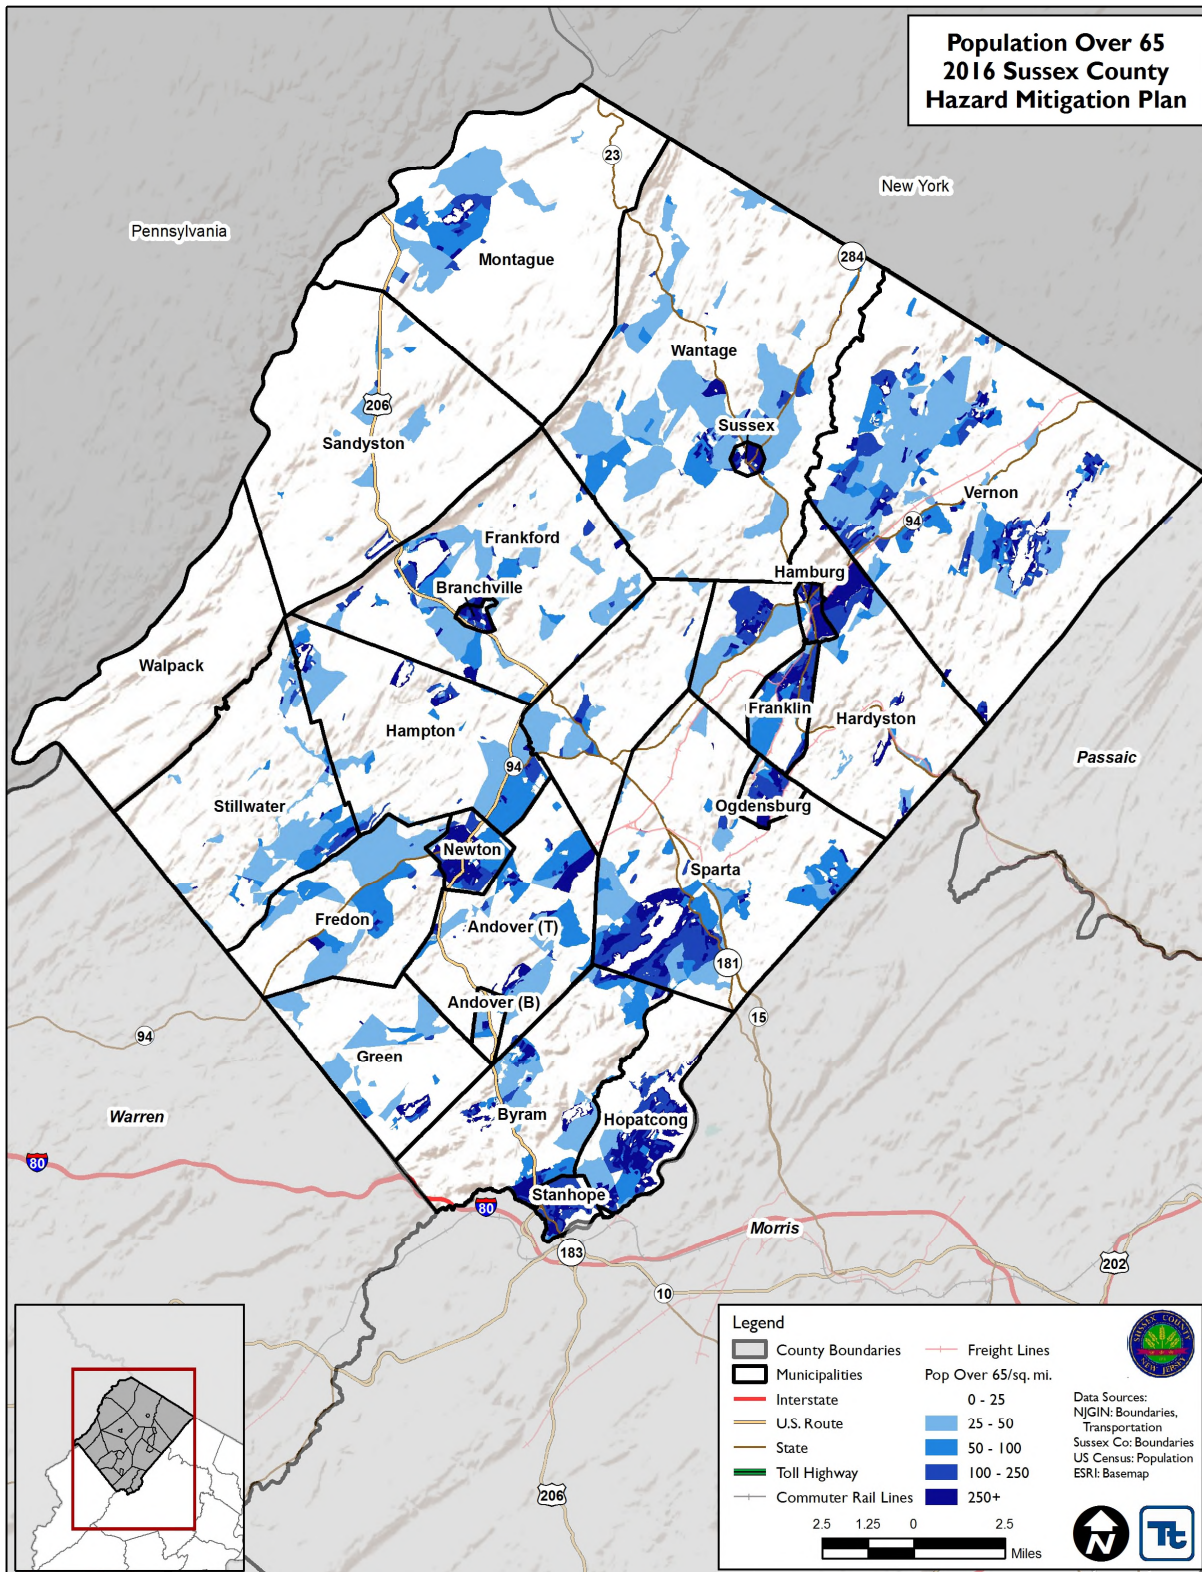 Population Over 65
2016 Sussex County
Hazard Mitigation Plan
23
New York
Pennsylvania
Montague
284
Wantage
206
Sussex
Sandyston
Vernon
94
Frankford
Hamburg
Branchville
Walpack
Franklin
Hardyston
Hampton
Passaic
94
Stillwater
Ogdensburg
Newton
Sparta
Fredon
Andover (T)
181
Andover (B)
15
94
Green
Warren
Byram
Hopatcong
80
Stanhope
80
Morris
183
202
10
206
Legend
County Boundaries
Municipalities
Interstate
U.S. Route
State
Toll Highway
Commuter Rail Lines
Freight Lines
Pop Over 65/sq. mi.
0 - 25
25 - 50
50 - 100
100 - 250
250+
SUSSEX COUNTY
NEW JERSEY
Data Sources:
NJGIN: Boundaries,
Transportation
Sussex Co: Boundaries
US Census: Population
ESRI: Basemap
2.5 1.25 0 2.5
Miles
N
Tt